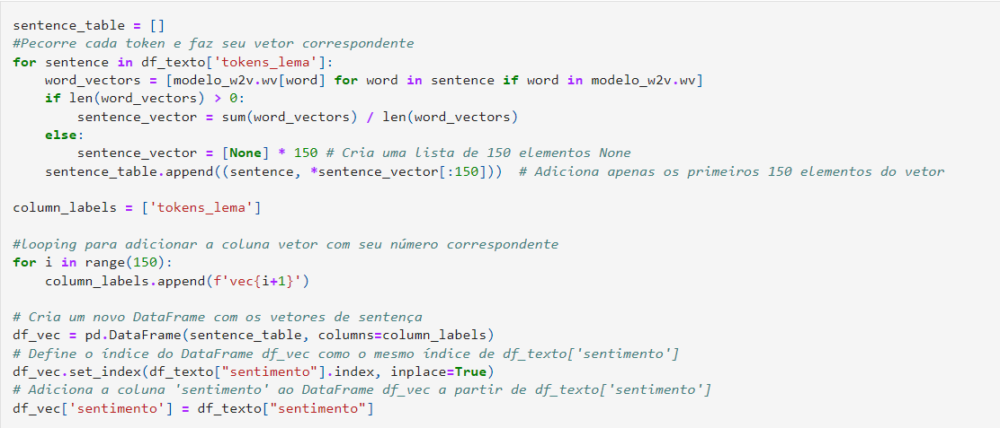 sentence_table = []
#Pecorre cada token e faz seu vetor correspondente
for sentence in df_texto['tokens_lema']:
    word_vectors = [modelo_w2v.wv[word] for word in sentence if word in modelo_w2v.wv]
    if len(word_vectors) > 0:
        sentence_vector = sum(word_vectors) / len(word_vectors)
    else:
        sentence_vector = [None] * 150 # Cria uma lista de 150 elementos None
    sentence_table.append((sentence, *sentence_vector[:150]))  # Adiciona apenas os primeiros 150 elementos do vetor

column_labels = ['tokens_lema']

#looping para adicionar a coluna vetor com seu número correspondente
for i in range(150):
    column_labels.append(f'vec{i+1}')

# Cria um novo DataFrame com os vetores de sentença
df_vec = pd.DataFrame(sentence_table, columns=column_labels)
# Define o índice do DataFrame df_vec como o mesmo índice de df_texto['sentimento']
df_vec.set_index(df_texto["sentimento"].index, inplace=True)
# Adiciona a coluna 'sentimento' ao DataFrame df_vec a partir de df_texto['sentimento']
df_vec['sentimento'] = df_texto["sentimento"]